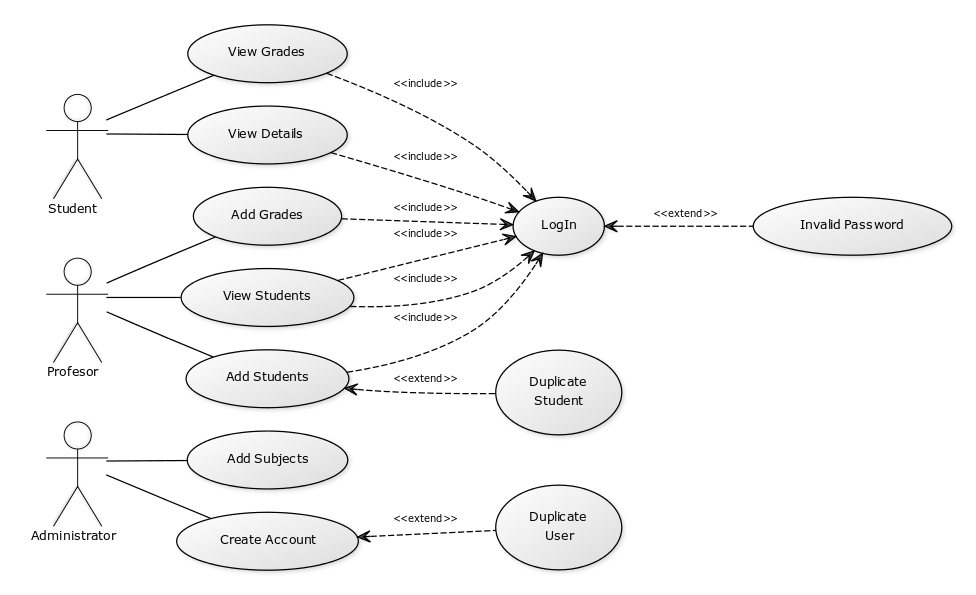 View Grades
<<include>>
View Details
<<include>>
Student
Add Grades
<<include>>
LogIn
<<extend>>
Invalid Password
<<include>>
View Students
<<include>>
<<include>>
Profesor
Add Students
<<extend>>
Duplicate
Student
Add Subjects
Administrator
Create Account
<<extend>>
Duplicate
User